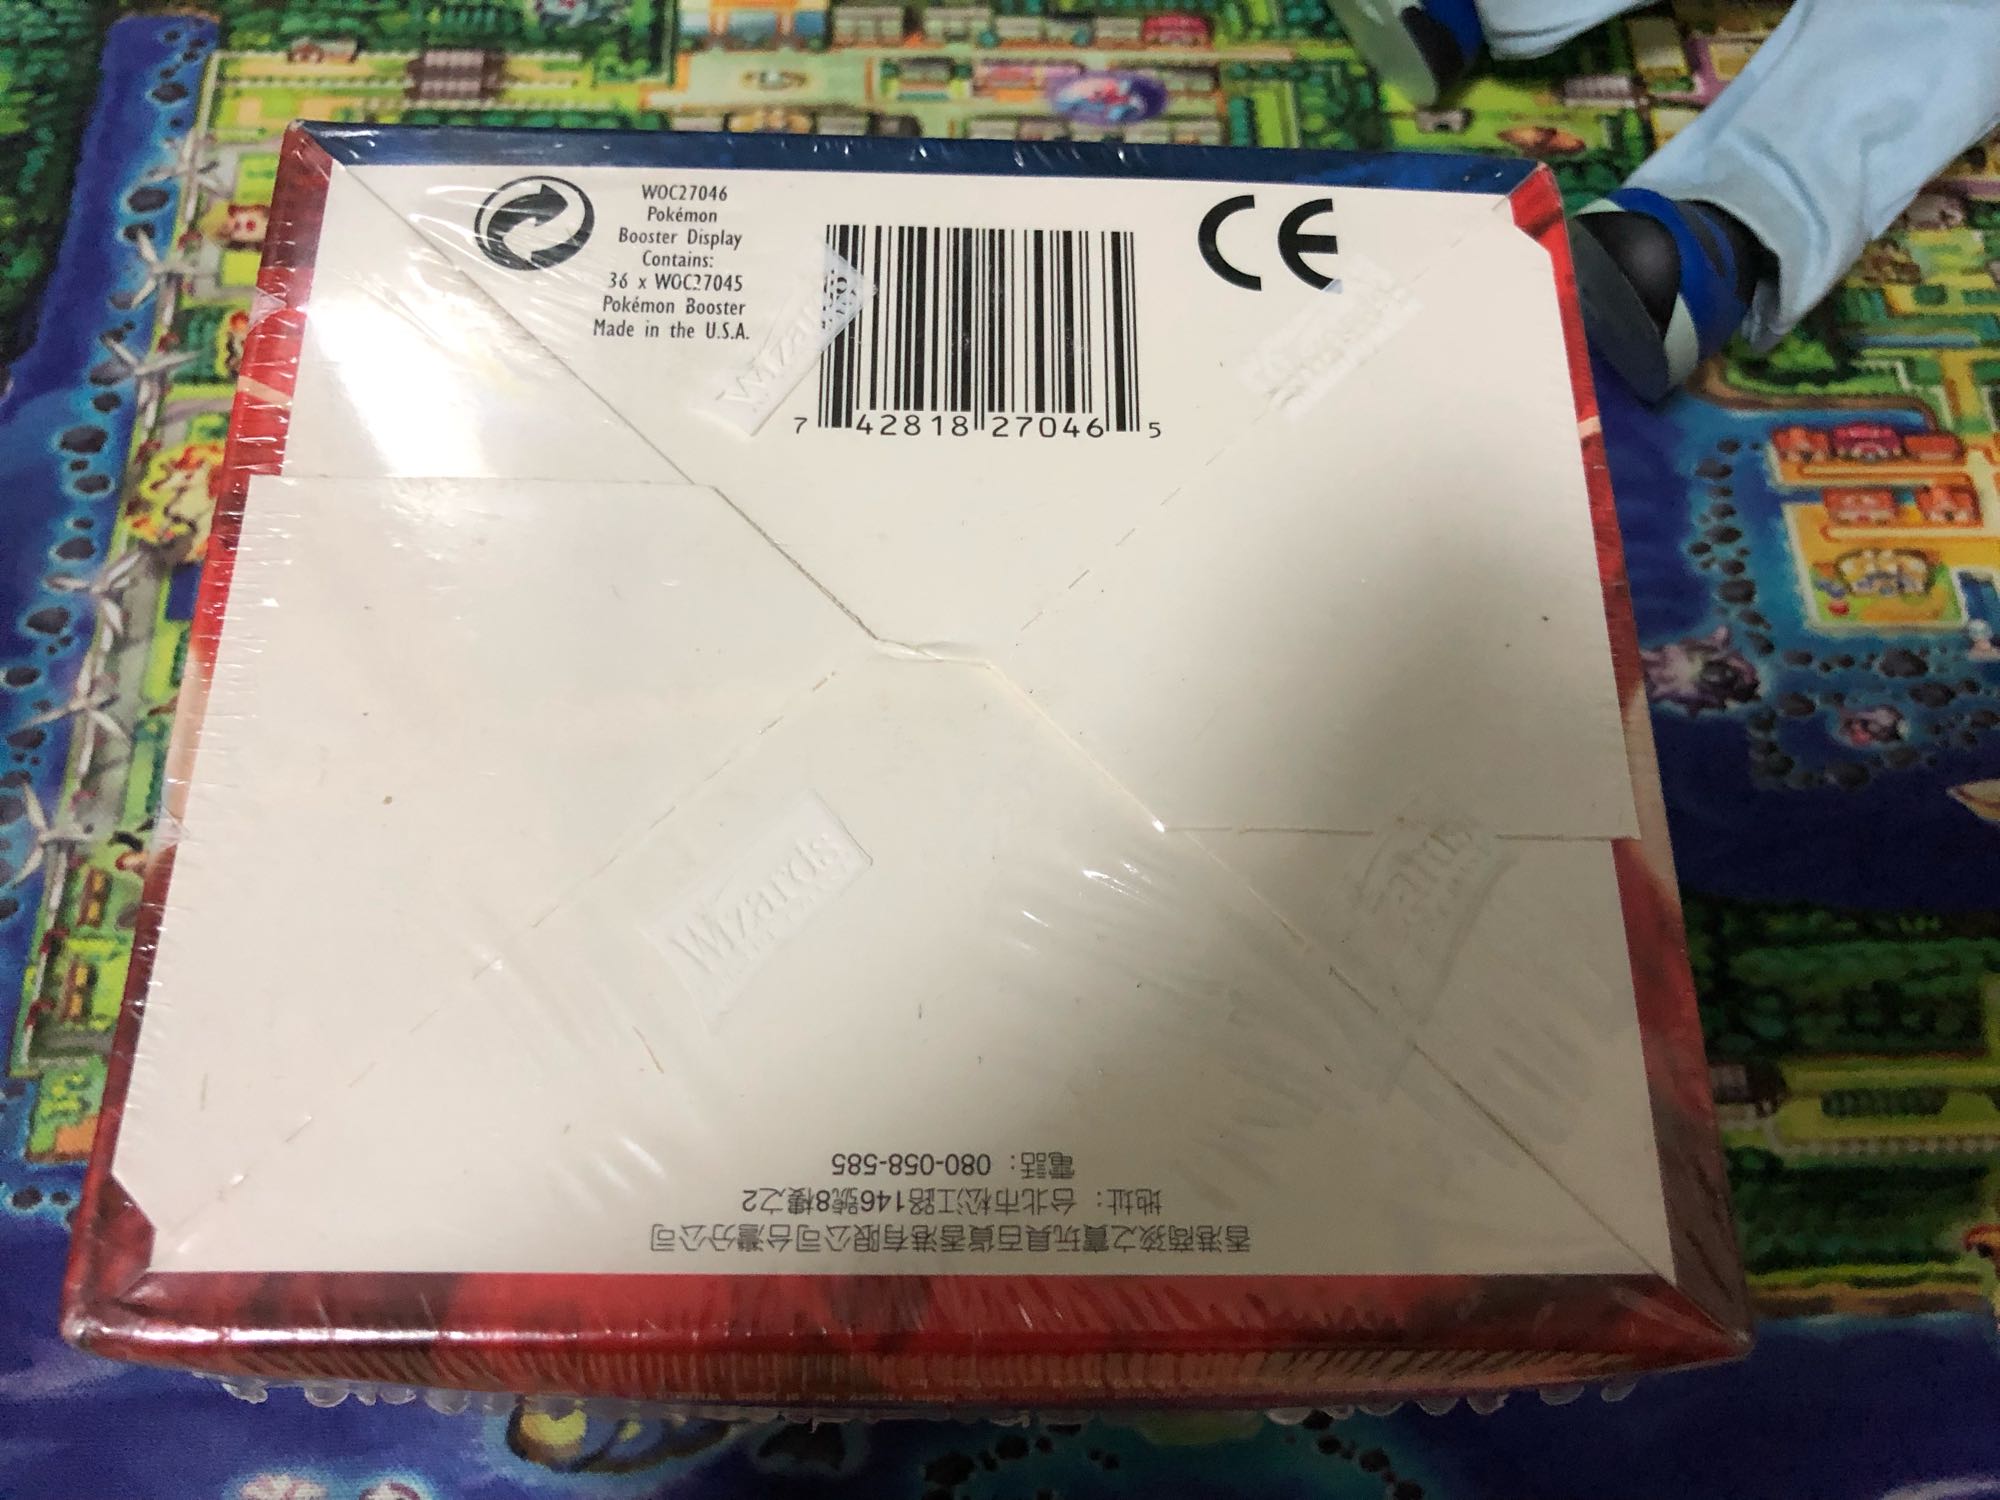 WOC27046
Pokémon
Booster Display
Contains:
36 x WOC27045
Pokémon Booster
Made in the U.S.A.
Wizards
7 42818 27046 5
CE
Wizards
香港商孩之寶玩具百貨香港有限公司台灣分公司
地址：台北市松江路146號8樓之2
電話：080-058-585